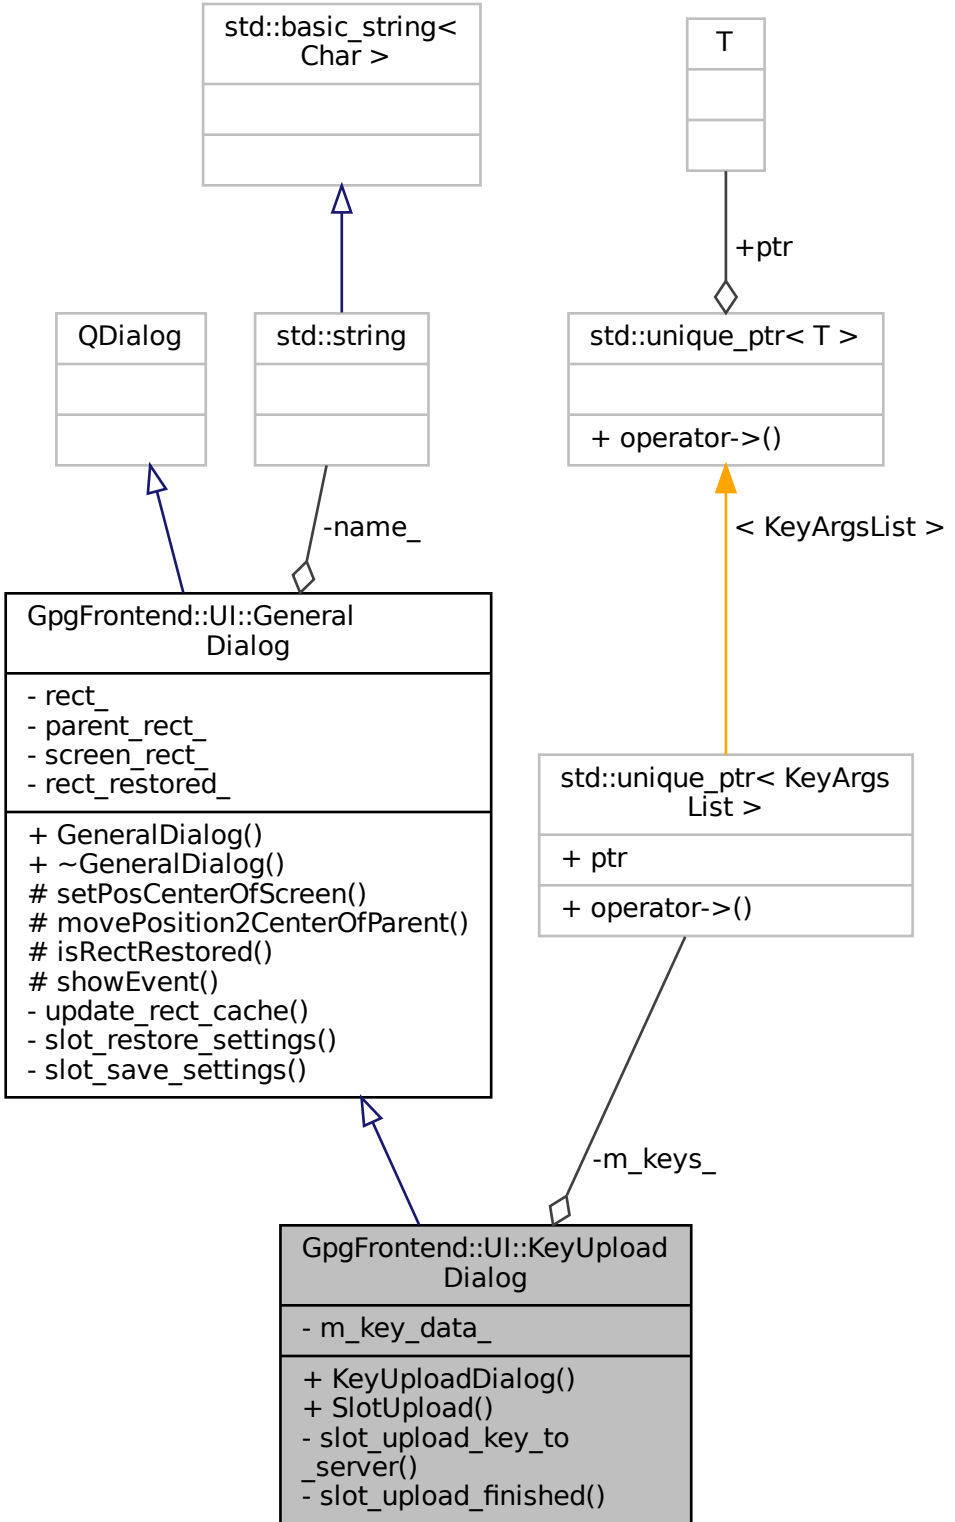 std::basic_string<
Char >
T
+ptr
QDialog
std::string
std::unique_ptr< T >
+ operator->()
-name_
< KeyArgsList >
GpgFrontend::UI::General
Dialog
- rect_
- parent_rect_
- screen_rect_
- rect_restored_
+ GeneralDialog()
+ ~GeneralDialog()
# setPosCenterOfScreen()
# movePosition2CenterOfParent()
# isRectRestored()
# showEvent()
- update_rect_cache()
- slot_restore_settings()
- slot_save_settings()
std::unique_ptr< KeyArgs
List >
+ ptr
+ operator->()
-m_keys_
GpgFrontend::UI::KeyUpload
Dialog
- m_key_data_
+ KeyUploadDialog()
+ SlotUpload()
- slot_upload_key_to
_server()
- slot_upload_finished()